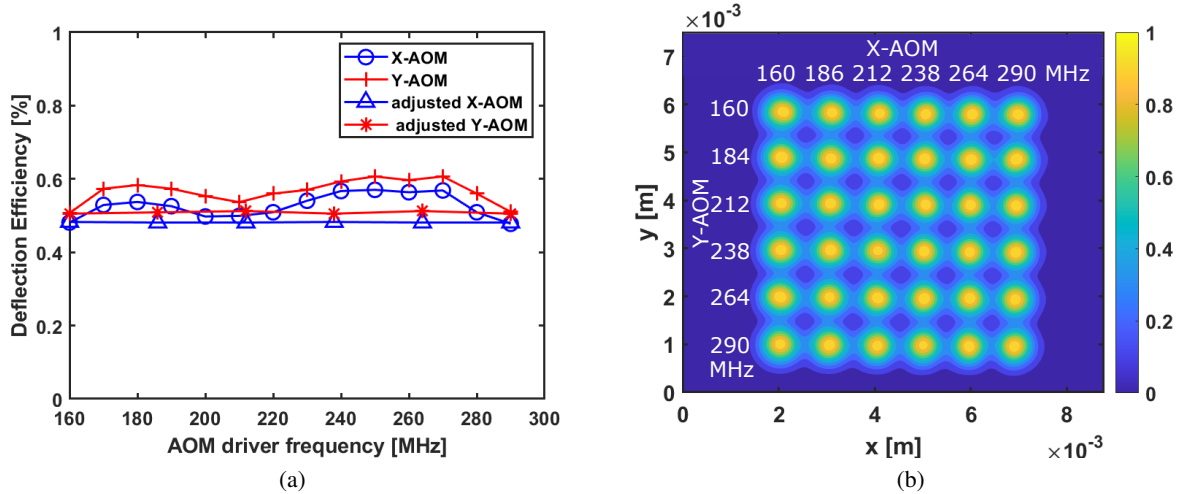 1
0.8
0.6
0.4
0.2
0
Deflection Efficiency [%]
160 180 200 220 240 260 280 300
AOM driver frequency [MHz]
X-AOM
Y-AOM
adjusted X-AOM
adjusted Y-AOM
(a)
×10⁻³
7
6
5
4
3
2
1
0
y [m]
X-AOM
160 186 212 238 264 290 MHz
Y-AOM
160
184
212
238
264
290
MHz
0 2 4 6 8
x [m]
×10⁻³
1
0.8
0.6
0.4
0.2
0
(b)